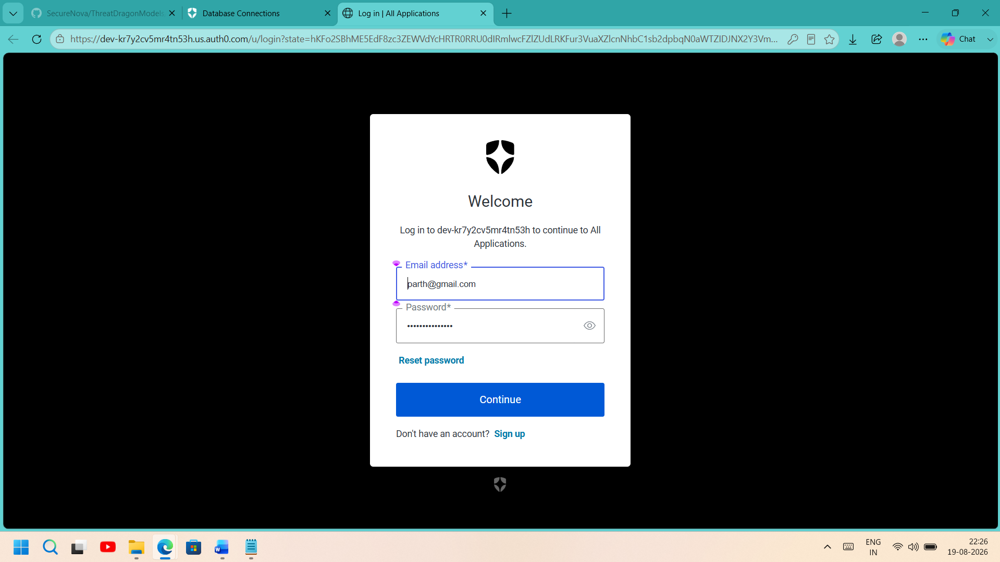 SecureNova/ThreatDragonModels
Database Connections
Log in | All Applications
https://dev-kr7y2cv5mr4tn53h.us.auth0.com/u/login?state=
Chat
Welcome
Log in to dev-kr7y2cv5mr4tn53h to continue to All
Applications.
Email address*
parth@gmail.com
Password*
•••••••••••••••
Reset password
Continue
Don't have an account? Sign up
ENG
IN
22:26
19-08-2026